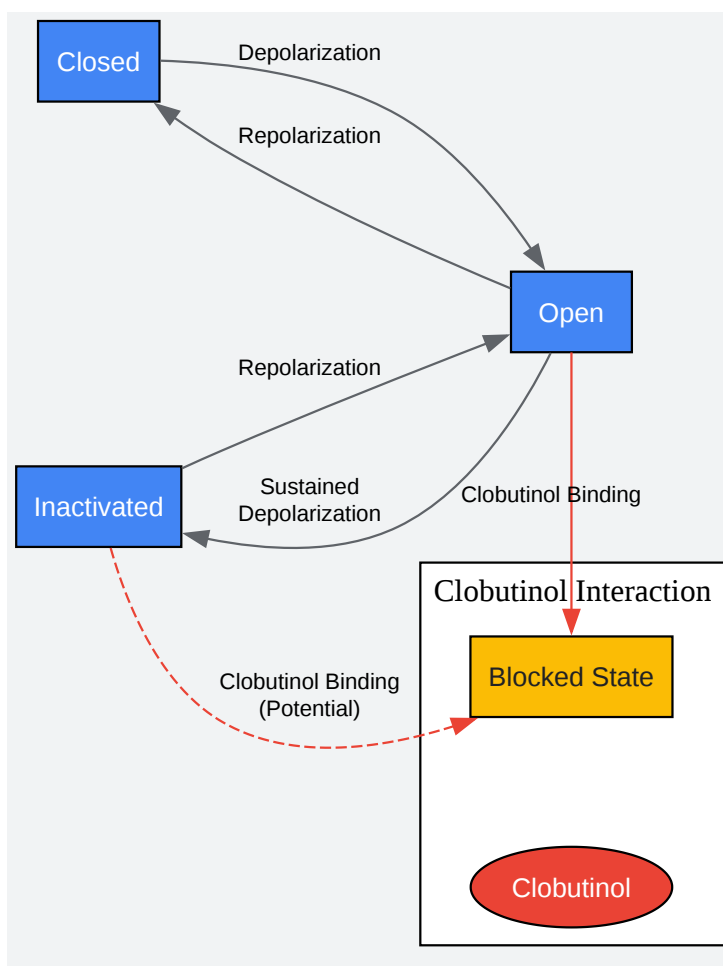 Closed
Depolarization
Repolarization
Open
Repolarization
Inactivated
Sustained
Depolarization
Clobutinol Binding
Clobutinol Interaction
Blocked State
Clobutinol Binding
(Potential)
Clobutinol